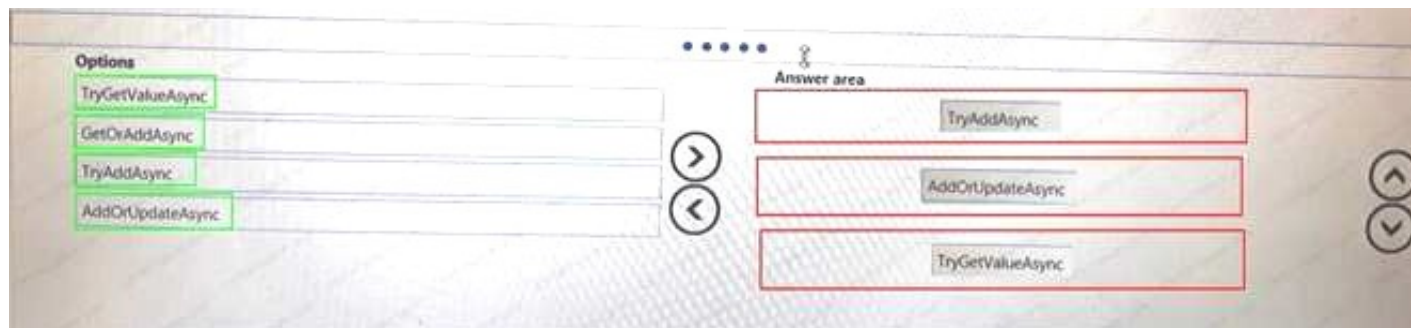 Options
TryGetValueAsync
GetOrAddAsync
TryAddAsync
AddOrUpdateAsync
Answer area
TryAddAsync
AddOrUpdateAsync
TryGetValueAsync